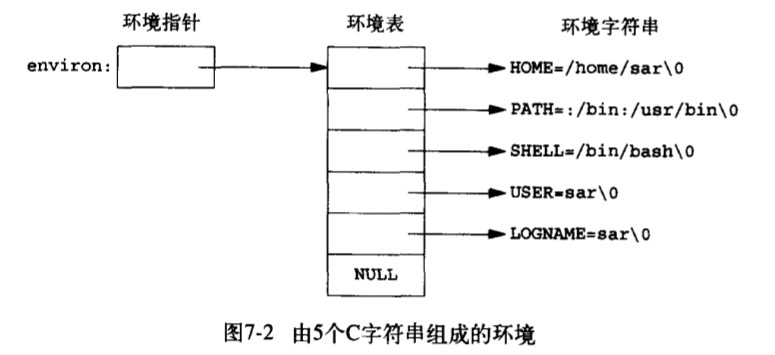 环境指针 环境表 环境字符串
environ: HOME=/home/sar\0
PATH=:/bin:/usr/bin\0
SHELL=/bin/bash\0
USER=sar\0
LOGNAME=sar\0
NULL
图7-2 由5个C字符串组成的环境